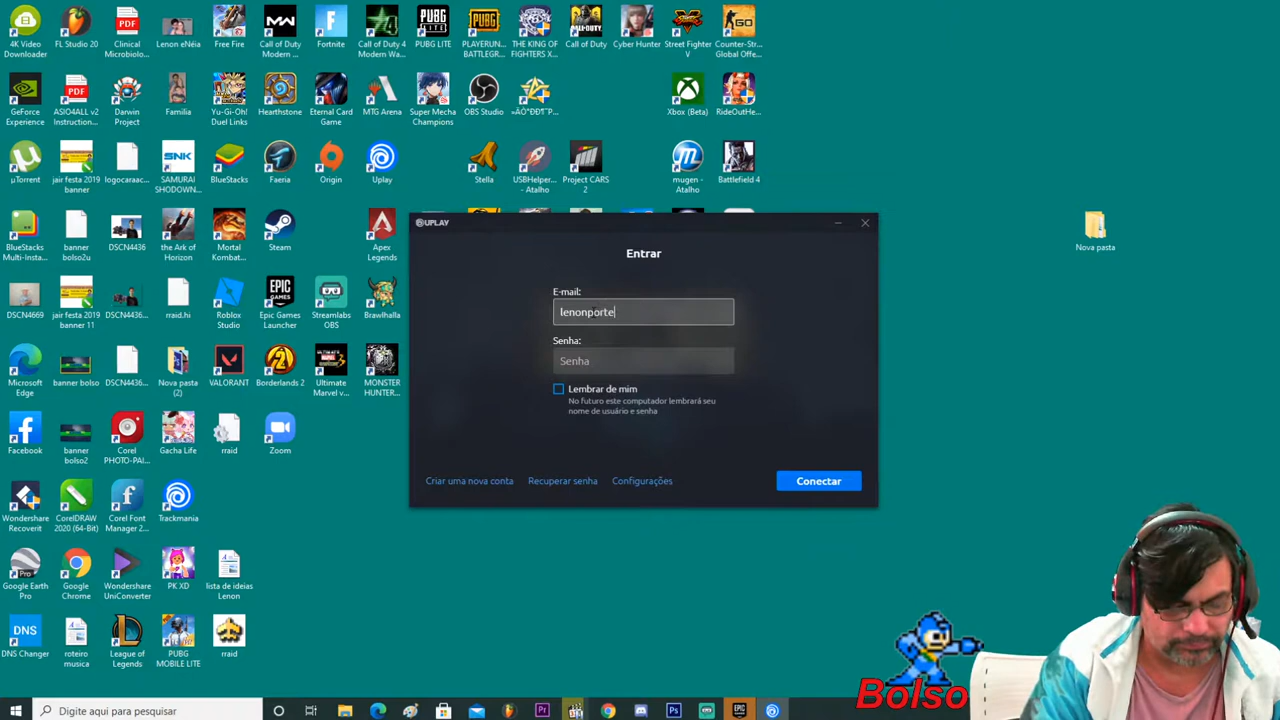 4K Video
Downloader
FL Studio 20
Clinical
Microbiolo...
Lenon eNéia
Free Fire
Call of Duty
Modern ...
Fortnite
Call of Duty 4
Modern Wa...
PUBG LITE
PLAYERUN...
BATTLEGR...
THE KING OF
FIGHTERS X...
Call of Duty
Cyber Hunter
Street Fighter
V
Counter-Str...
Global Offe...
GeForce
Experience
ASIO4ALL v2
Instruction...
Darwin
Project
Familia
Yu-Gi-Oh!
Duel Links
Hearthstone
Eternal Card
Game
MTG Arena
Super Mecha
Champions
OBS Studio
Xbox (Beta)
RideOutHe...
µTorrent
jair festa 2019
banner
logocaraac...
SAMURAI
SHODOWN...
BlueStacks
Faeria
Origin
Uplay
Stella
USBHelper...
- Atalho
Project CARS
2
mugen -
Atalho
Battlefield 4
BlueStacks
Multi-Insta...
banner
bolso2u
DSCN4436
the Ark of
Horizon
Mortal
Kombat...
Steam
Apex
Legends
Nova pasta
DSCN4669
jair festa 2019
banner 11
DSCN4436...
rraid.hi
Roblox
Studio
Epic Games
Launcher
Streamlabs
OBS
Brawlhalla
Microsoft
Edge
banner bolso
DSCN4436...
Nova pasta
(2)
VALORANT
Borderlands 2
Ultimate
Marvel v...
MONSTER
HUNTER...
Facebook
banner
bolso2
Corel
PHOTO-PAI...
Gacha Life
rraid
Zoom
Wondershare
Recoverit
CorelDRAW
2020 (64-Bit)
Corel Font
Manager 2...
Trackmania
Google Earth
Pro
Google
Chrome
Wondershare
UniConverter
PK XD
lista de ideias
Lenon
DNS Changer
roteiro
musica
League of
Legends
PUBG
MOBILE LITE
rraid
UPLAY
Entrar
E-mail:
lenonporte
Senha:
Senha
Lembrar de mim
No futuro este computador lembrará seu
nome de usuário e senha
Criar uma nova conta
Recuperar senha
Configurações
Conectar
Bolso
Digite aqui para pesquisar